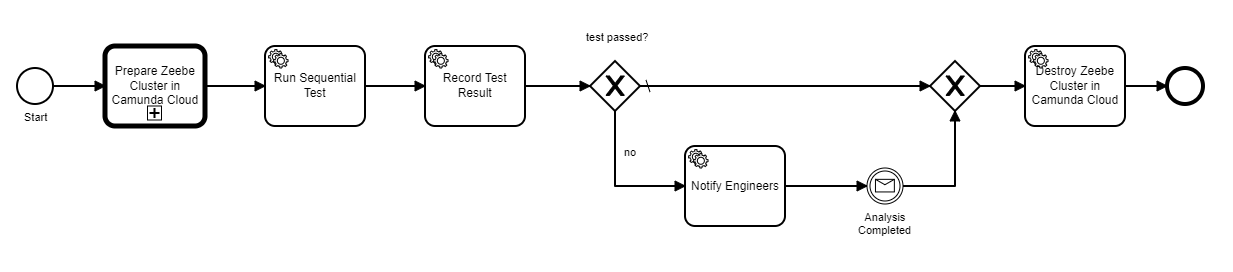 Start
Prepare Zeebe
Cluster in
Camunda Cloud
Run Sequential
Test
Record Test
Result
test passed?
no
Notify Engineers
Analysis
Completed
Destroy Zeebe
Cluster in
Camunda Cloud